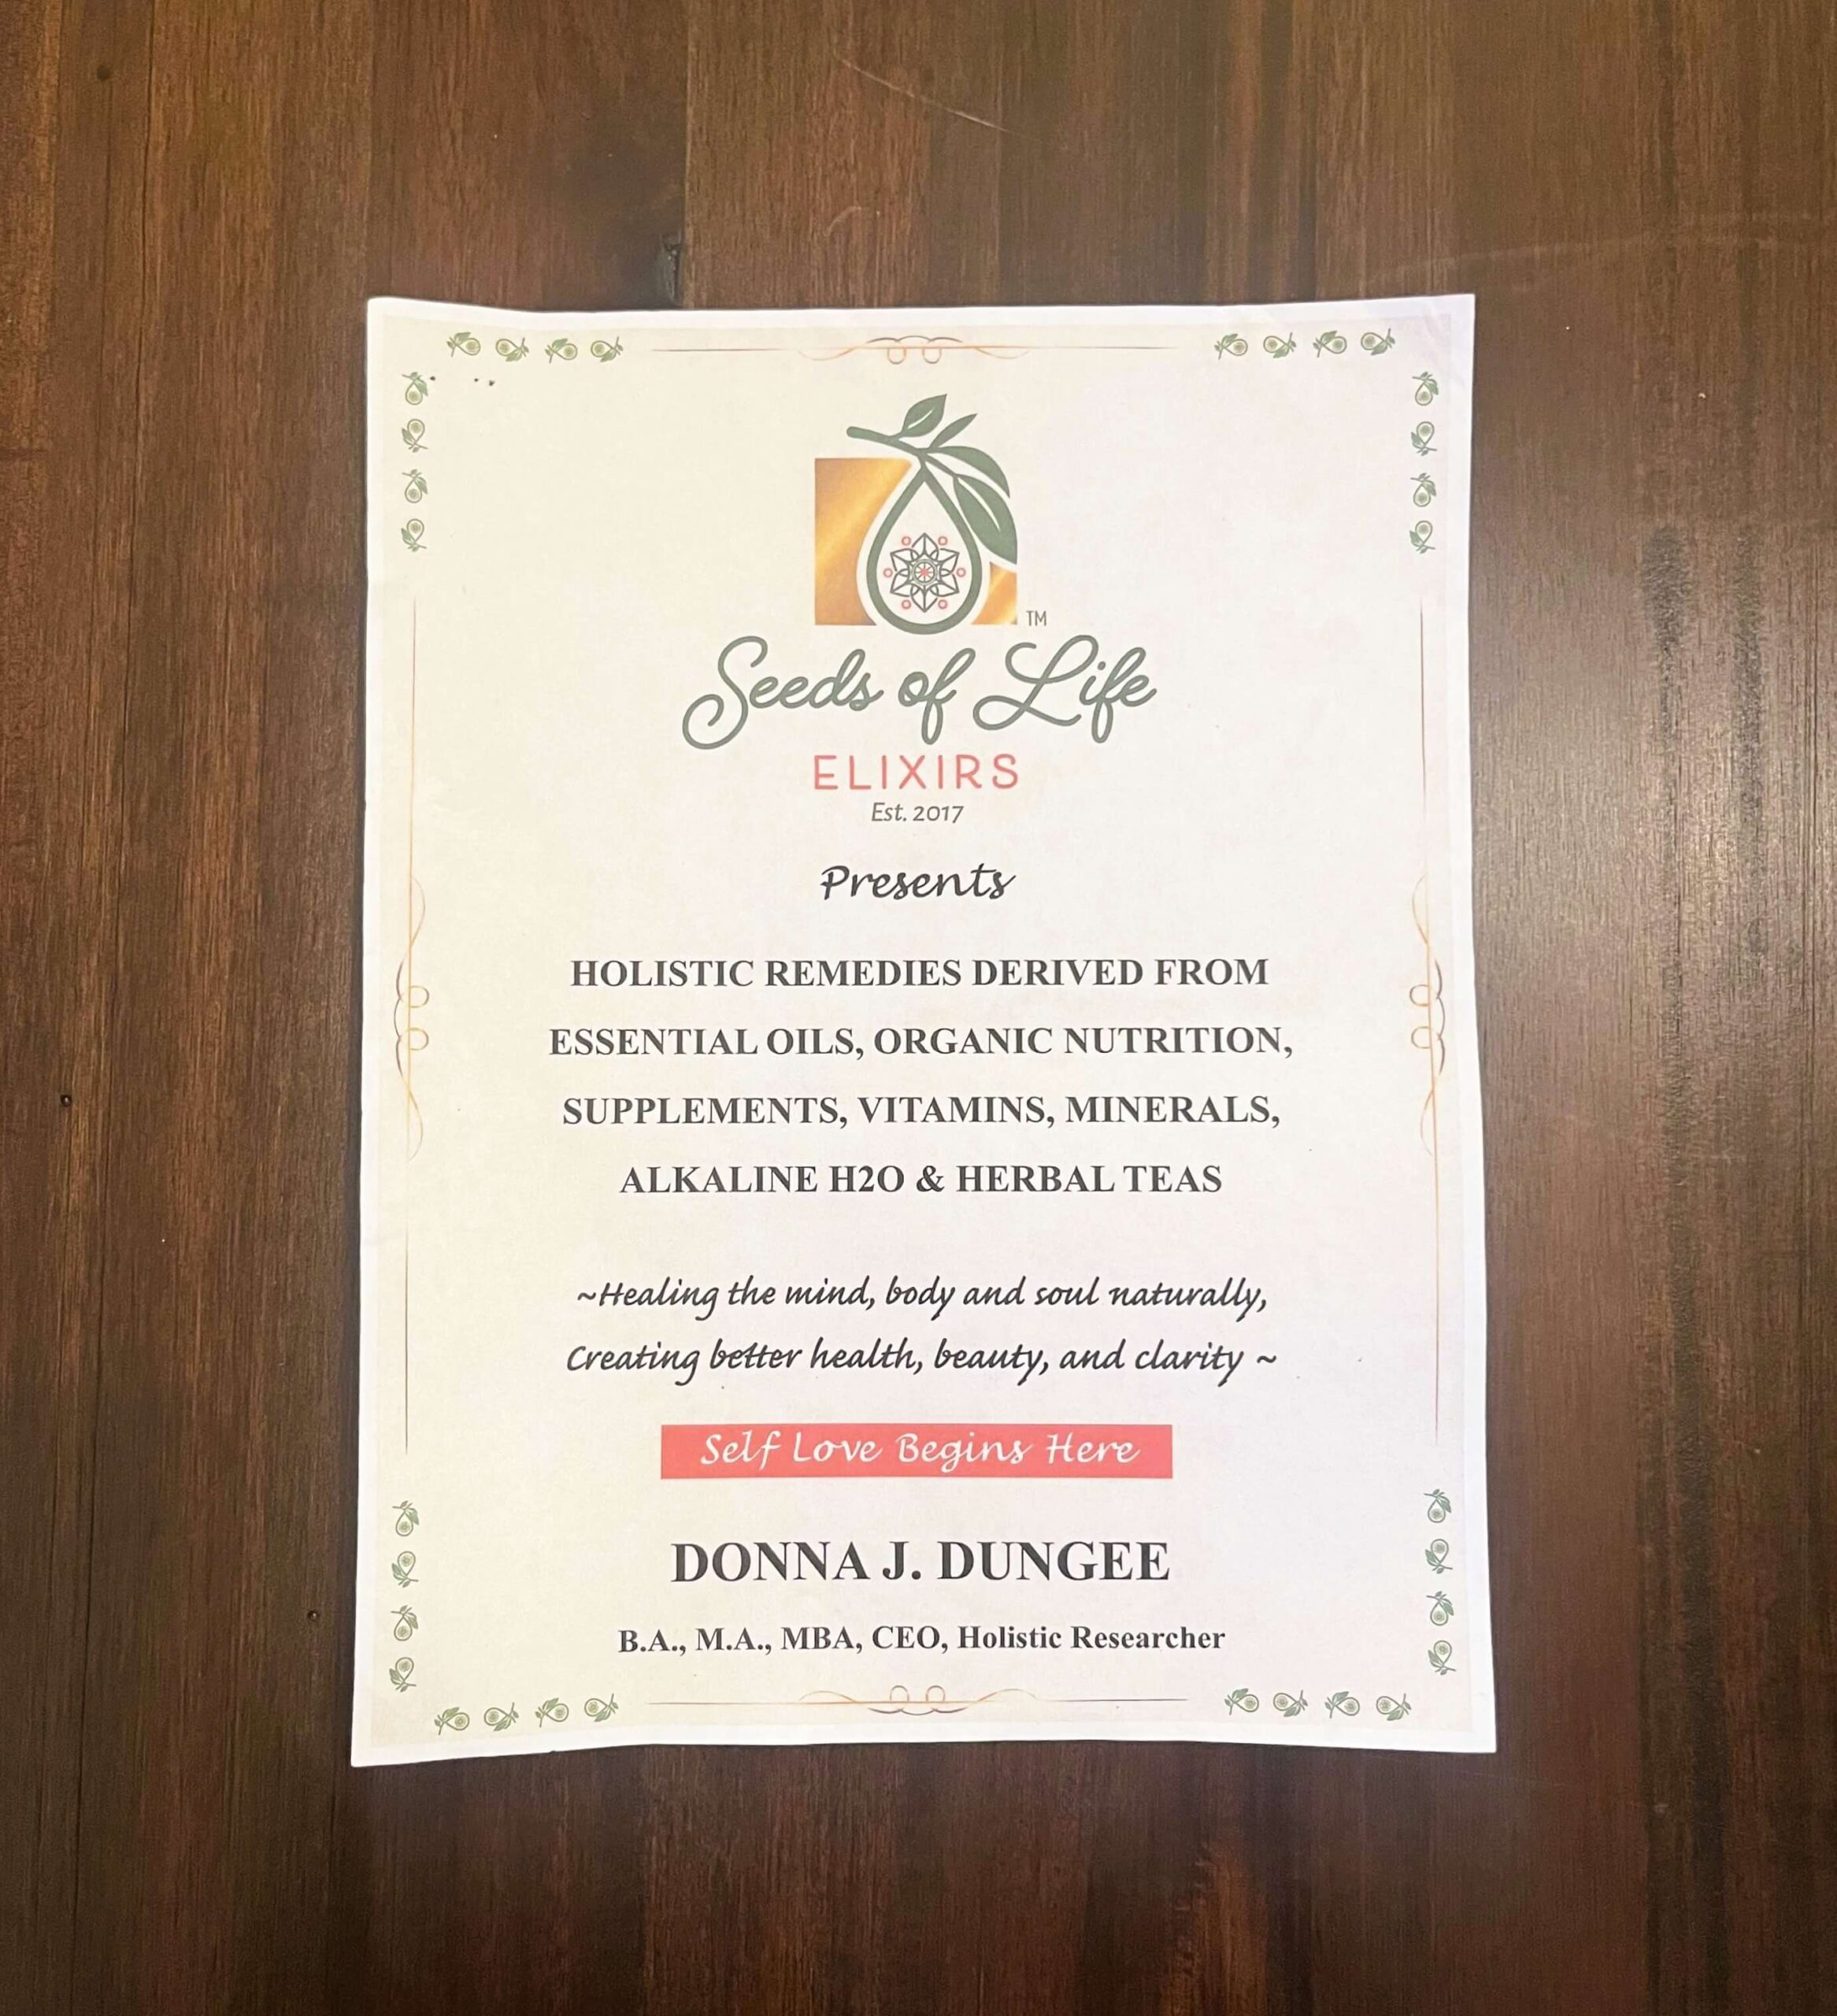 TM
Seeds of Life
ELIXIRS
Est. 2017
Presents
HOLISTIC REMEDIES DERIVED FROM
ESSENTIAL OILS, ORGANIC NUTRITION,
SUPPLEMENTS, VITAMINS, MINERALS,
ALKALINE H2O & HERBAL TEAS
~Healing the mind, body and soul naturally,
Creating better health, beauty, and clarity ~
Self Love Begins Here
DONNA J. DUNGEE
B.A., M.A., MBA, CEO, Holistic Researcher